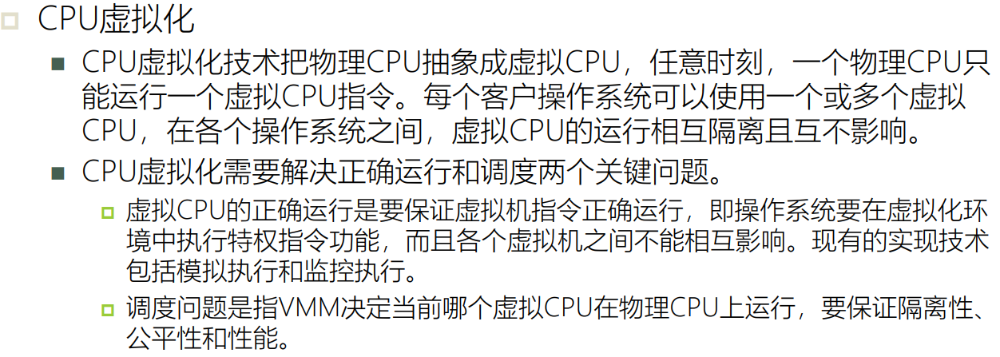 CPU虚拟化
CPU虚拟化技术把物理CPU抽象成虚拟CPU，任意时刻，一个物理CPU只
能运行一个虚拟CPU指令。每个客户操作系统可以使用一个或多个虚拟
CPU，在各个操作系统之间，虚拟CPU的运行相互隔离且互不影响。
CPU虚拟化需要解决正确运行和调度两个关键问题。
虚拟CPU的正确运行是要保证虚拟机指令正确运行，即操作系统要在虚拟化环
境中执行特权指令功能，而且各个虚拟机之间不能相互影响。现有的实现技术
包括模拟执行和监控执行。
调度问题是指VMM决定当前哪个虚拟CPU在物理CPU上运行，要保证隔离性、
公平性和性能。